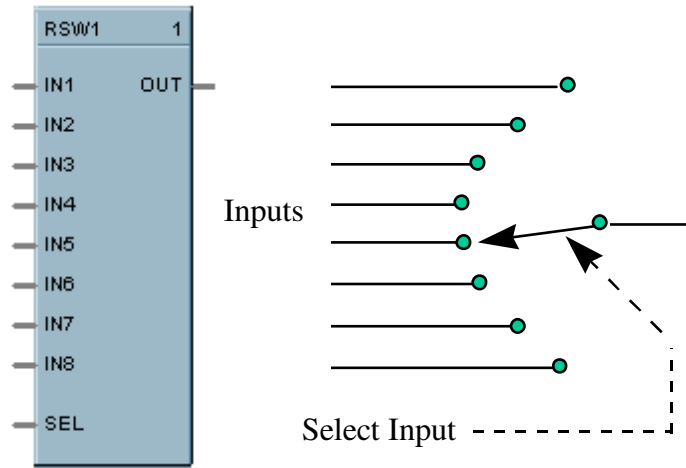 RSW1 1
IN1 OUT
IN2
IN3
IN4
IN5
IN6
IN7
IN8
SEL
Inputs
Select Input